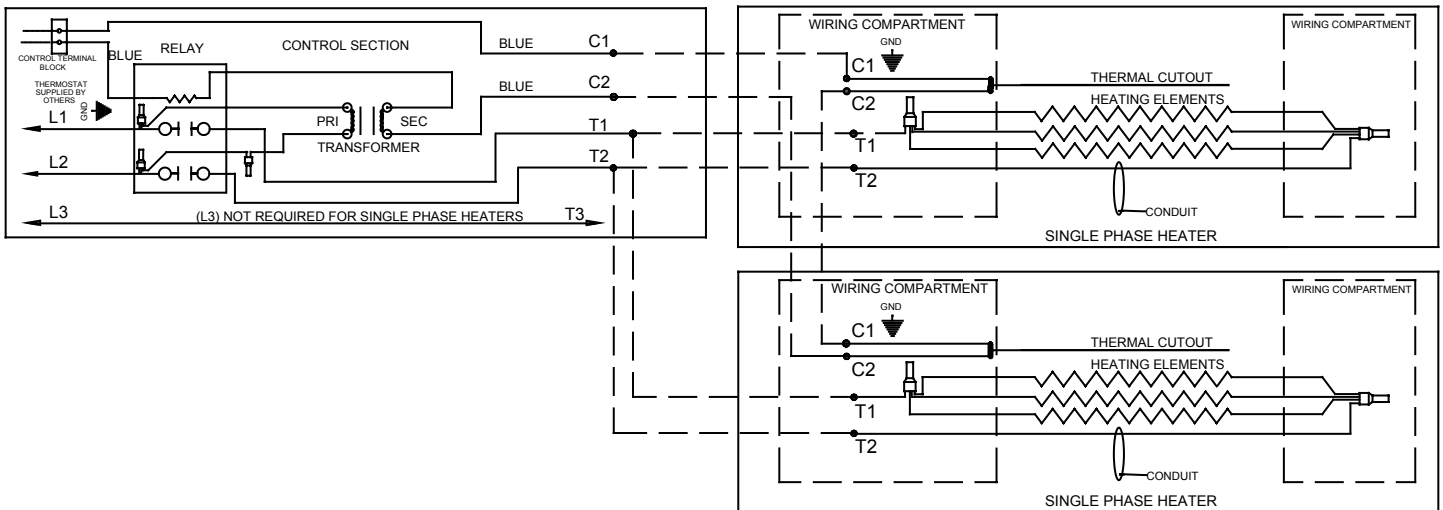 CONTROL TERMINAL
BLOCK
BLUE
RELAY
CONTROL SECTION
BLUE
C1
THERMOSTAT
SUPPLIED BY
OTHERS
GND
BLUE
C2
L1
PRI
SEC
TRANSFORMER
T1
L2
T2
L3
(L3) NOT REQUIRED FOR SINGLE PHASE HEATERS
T3
WIRING COMPARTMENT
GND
C1
C2
T1
T2
THERMAL CUTOUT
HEATING ELEMENTS
CONDUIT
SINGLE PHASE HEATER
WIRING COMPARTMENT
WIRING COMPARTMENT
GND
C1
C2
T1
T2
THERMAL CUTOUT
HEATING ELEMENTS
CONDUIT
SINGLE PHASE HEATER
WIRING COMPARTMENT